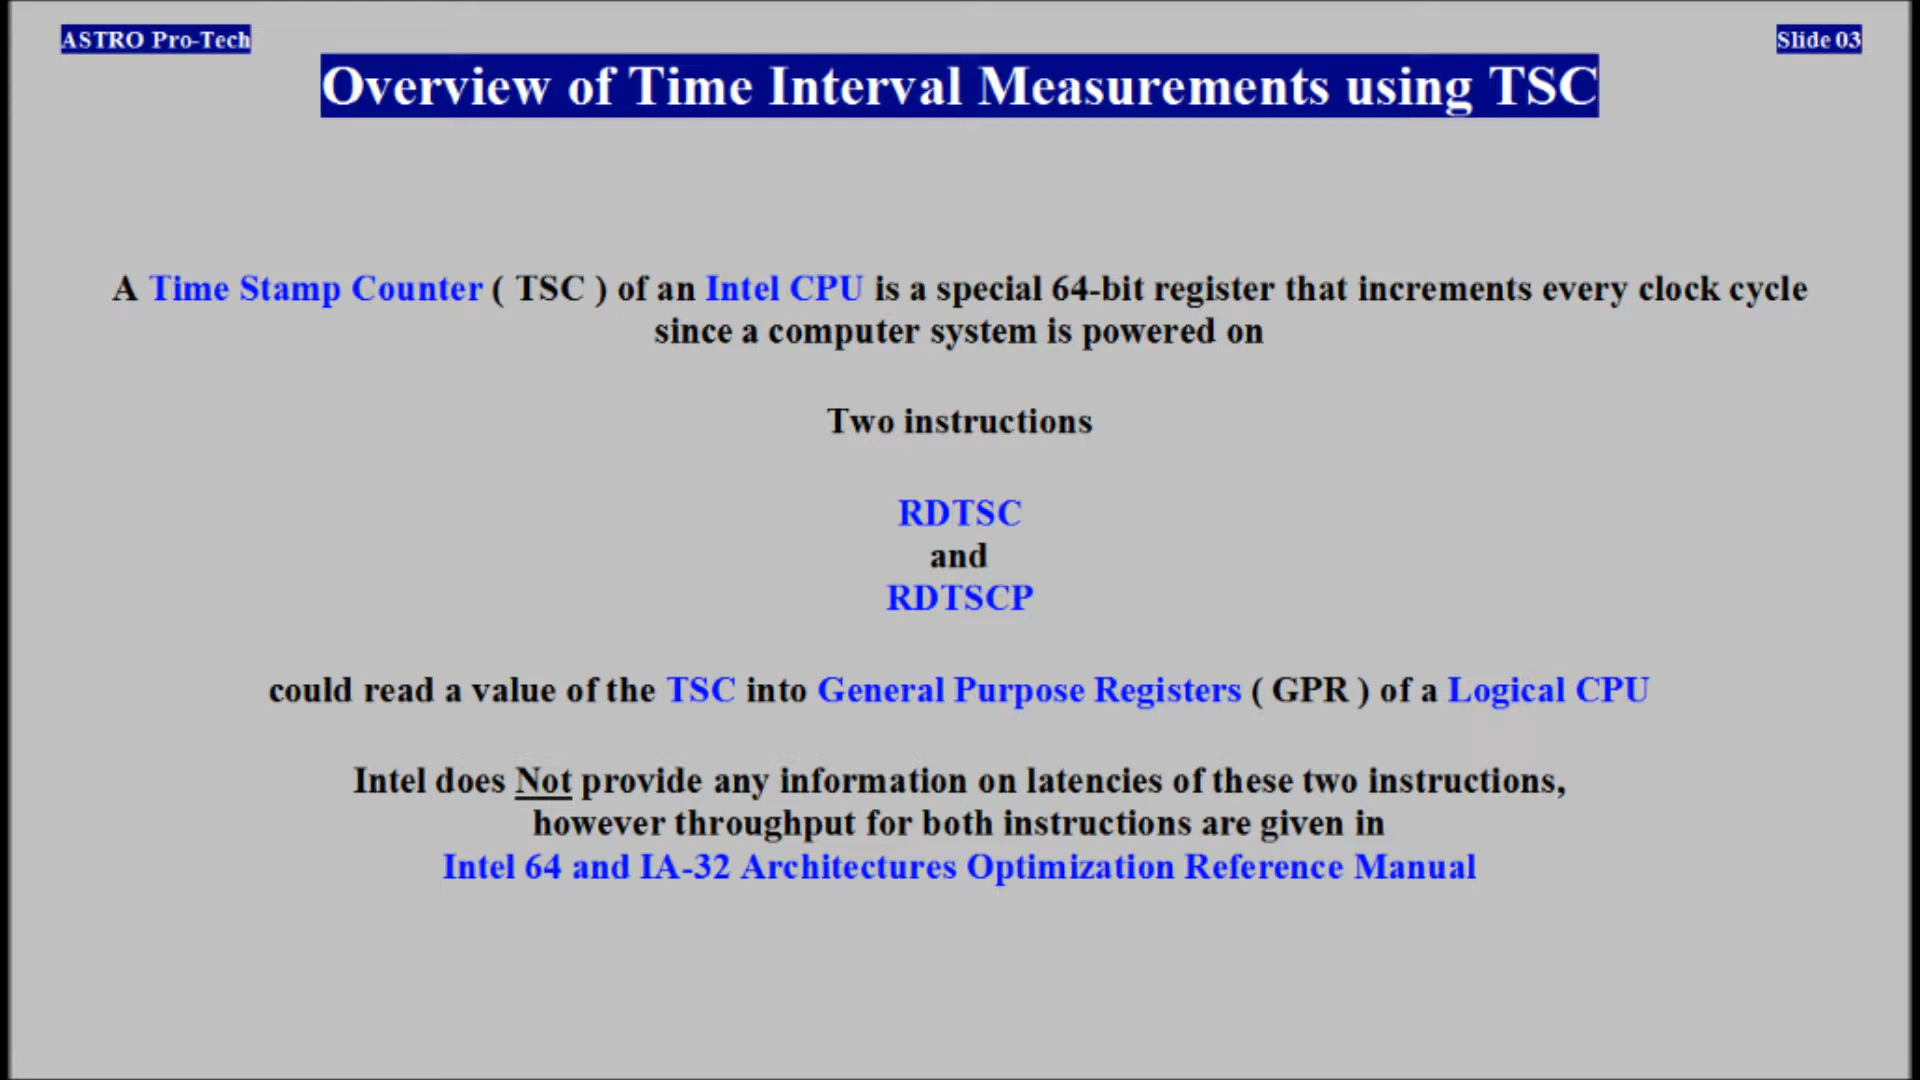 ASTRO Pro-Tech
Slide 03
Overview of Time Interval Measurements using TSC
A Time Stamp Counter ( TSC ) of an Intel CPU is a special 64-bit register that increments every clock cycle
since a computer system is powered on
Two instructions
RDTSC
and
RDTSCP
could read a value of the TSC into General Purpose Registers ( GPR ) of a Logical CPU
Intel does Not provide any information on latencies of these two instructions,
however throughput for both instructions are given in
Intel 64 and IA-32 Architectures Optimization Reference Manual